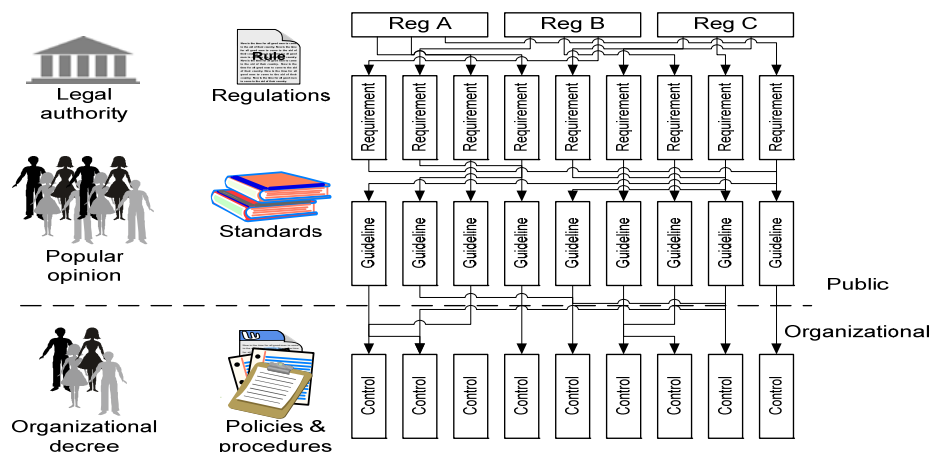 Reg A
Reg B
Reg C
Rule
Legal
authority
Regulations
Requirement
Requirement
Requirement
Requirement
Requirement
Requirement
Requirement
Requirement
Requirement
Popular
opinion
Standards
Guideline
Guideline
Guideline
Guideline
Guideline
Guideline
Guideline
Guideline
Guideline
Public
Organizational
Organizational
decree
Policies &
procedures
Control
Control
Control
Control
Control
Control
Control
Control
Control